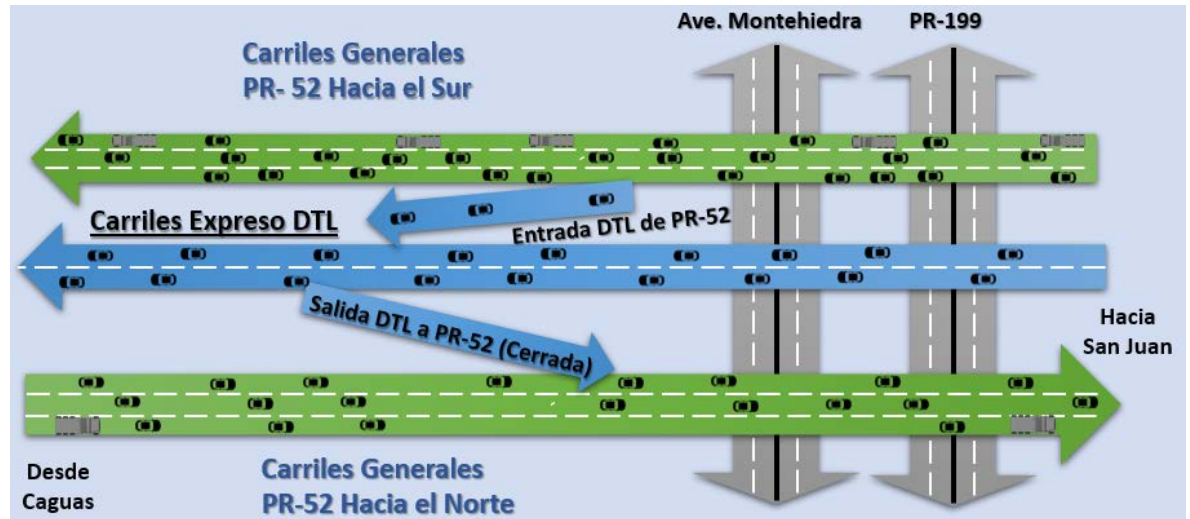 Ave. Montehiedra
PR-199
Carriles Generales
PR- 52 Hacia el Sur
Carriles Expreso DTL
Entrada DTL de PR-52
Salida DTL a PR-52 (Cerrada)
Hacia
San Juan
Desde
Caguas
Carriles Generales
PR-52 Hacia el Norte